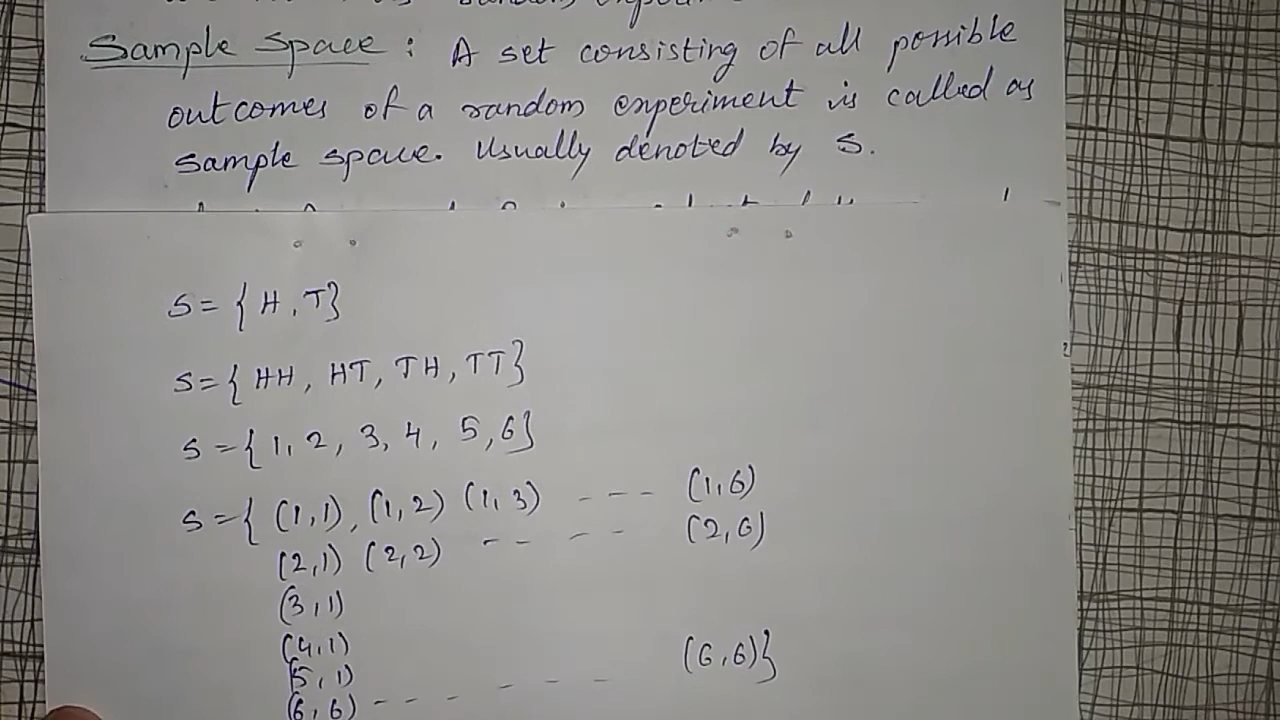 Sample Space : A set consisting of all possible
outcomes of a random experiment is called as
sample space. Usually denoted by S.
S = { H, T}
S = { HH, HT, TH, TT}
S = { 1, 2, 3, 4, 5, 6}
S = { (1,1), (1,2) (1,3) - - - (1,6)
(2,1) (2,2) - - - - - (2,6)
(3,1)
(4,1)
(5,1)
(6,6) - - - - - - (6,6)}